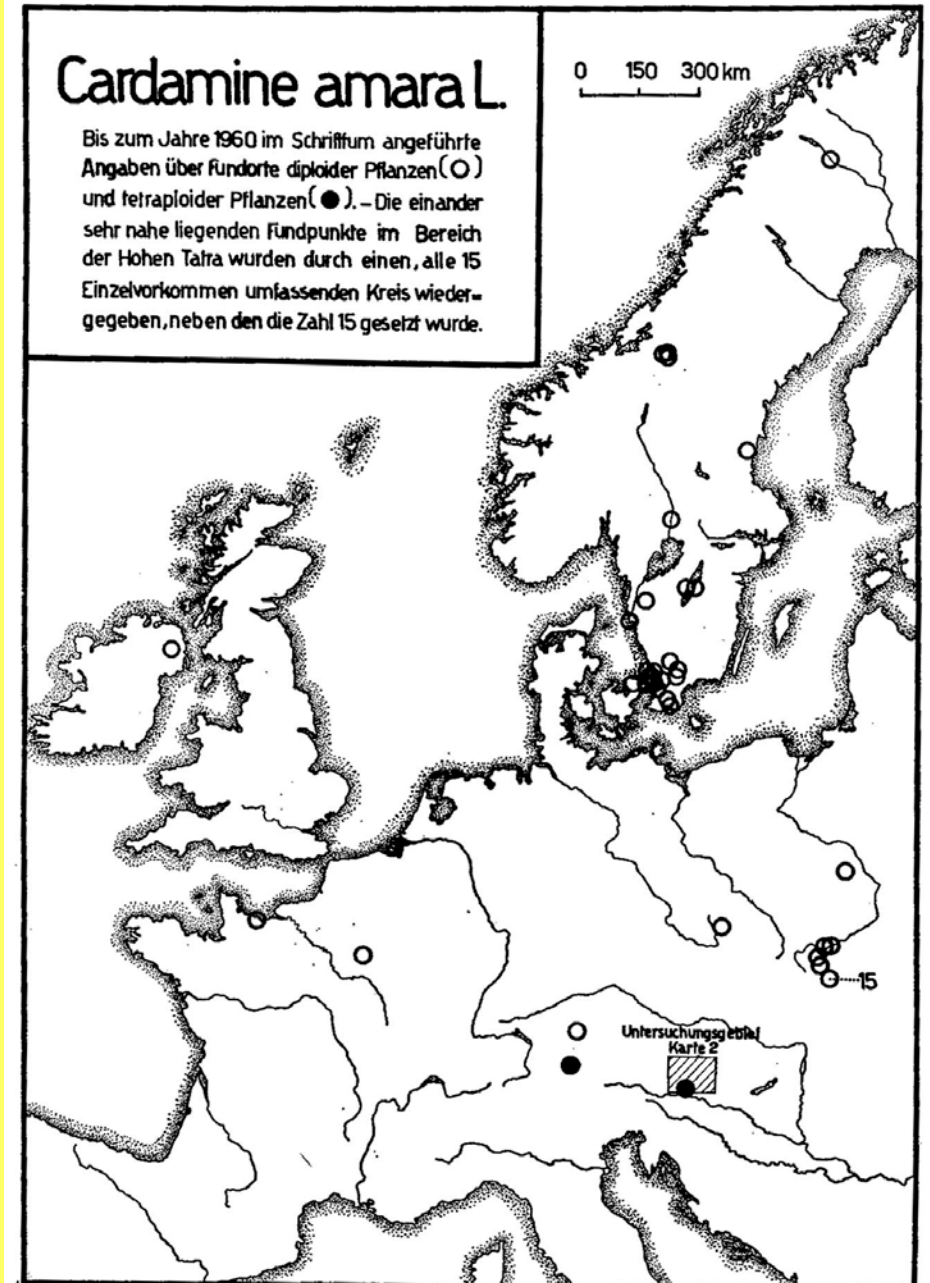 Cardamine amara L.
Bis zum Jahre 1960 im Schrifttum angeführte
Angaben über Fundorte diploider Pflanzen (○)
und tetraploider Pflanzen (●). – Die einander
sehr nahe liegenden Fundpunkte im Bereich
der Hohen Tatra wurden durch einen, alle 15
Einzelvorkommen umfassenden Kreis wieder=
gegeben, neben den die Zahl 15 gesetzt wurde.
0 150 300 km
15
Untersuchungsgebiet
Karte 2